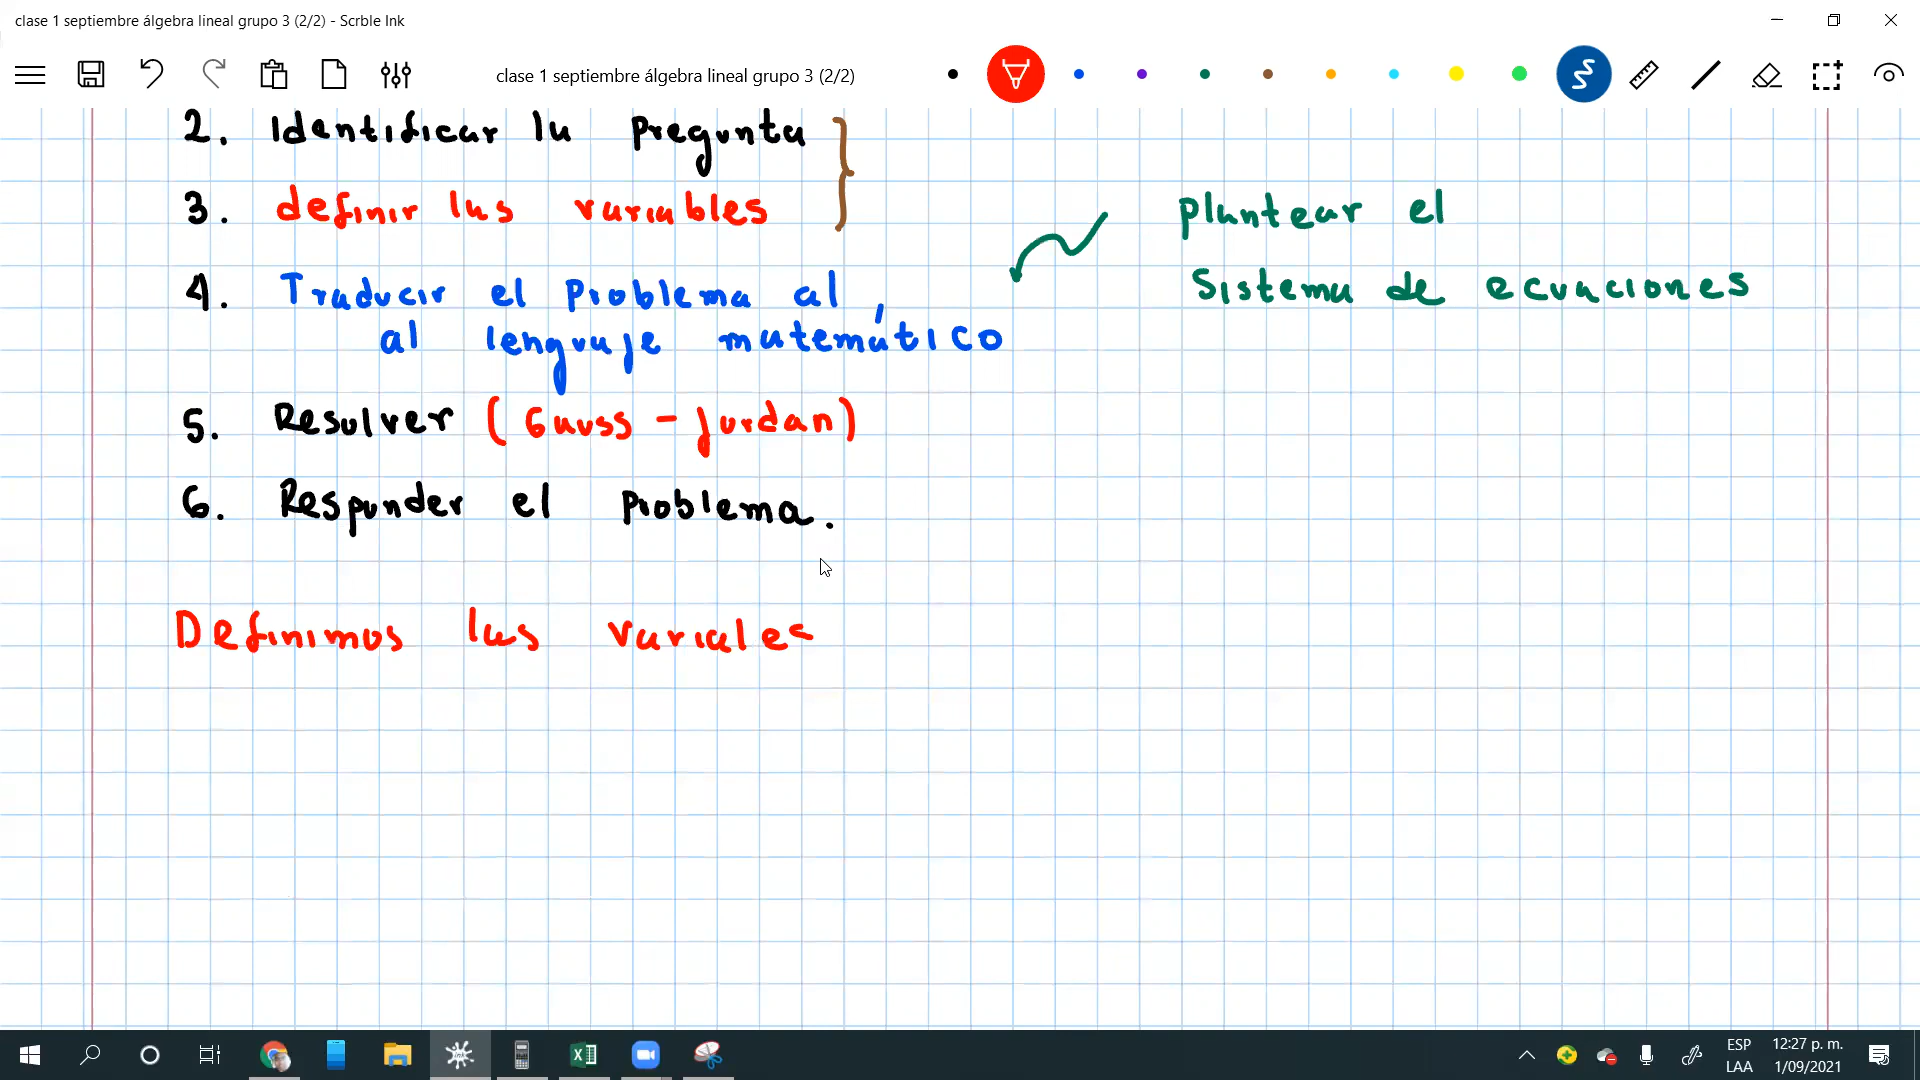 clase 1 septiembre álgebra lineal grupo 3 (2/2) - Scrble Ink
clase 1 septiembre álgebra lineal grupo 3 (2/2)
2. Identificar la pregunta
3. definir las variables
4. Traducir el problema al
al lenguaje matemático
plantear el
sistema de ecuaciones
5. Resolver (Gauss - jordan)
6. Responder el problema.
Definimos las variales
ESP
LAA
12:27 p. m.
1/09/2021